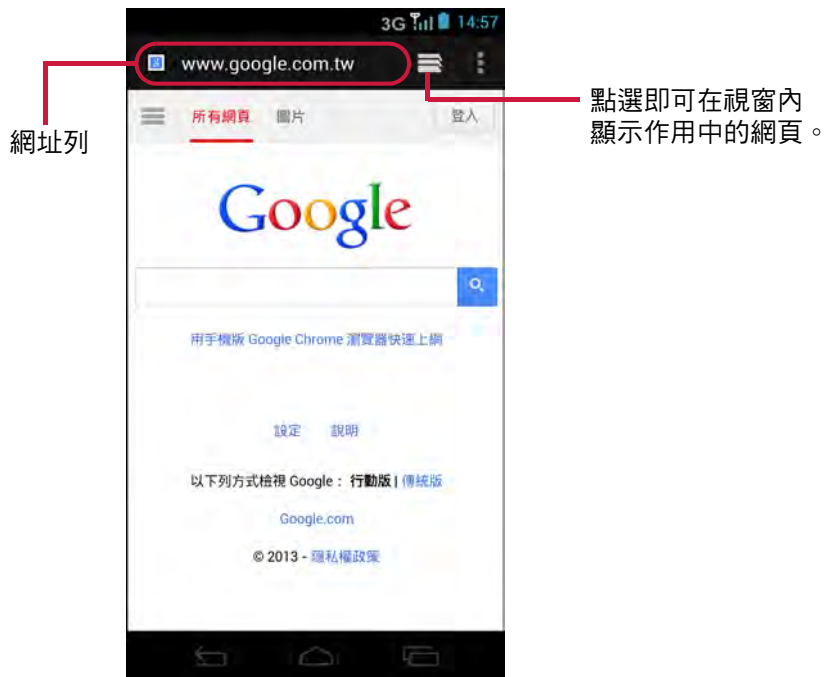 3G 14:57
www.google.com.tw
點選即可在視窗內
顯示作用中的網頁。
網址列
所有網頁 圖片 登入
Google
用手機版 Google Chrome 瀏覽器快速上網
設定 說明
以下列方式檢視 Google： 行動版 | 傳統版
Google.com
© 2013 - 隱私權政策